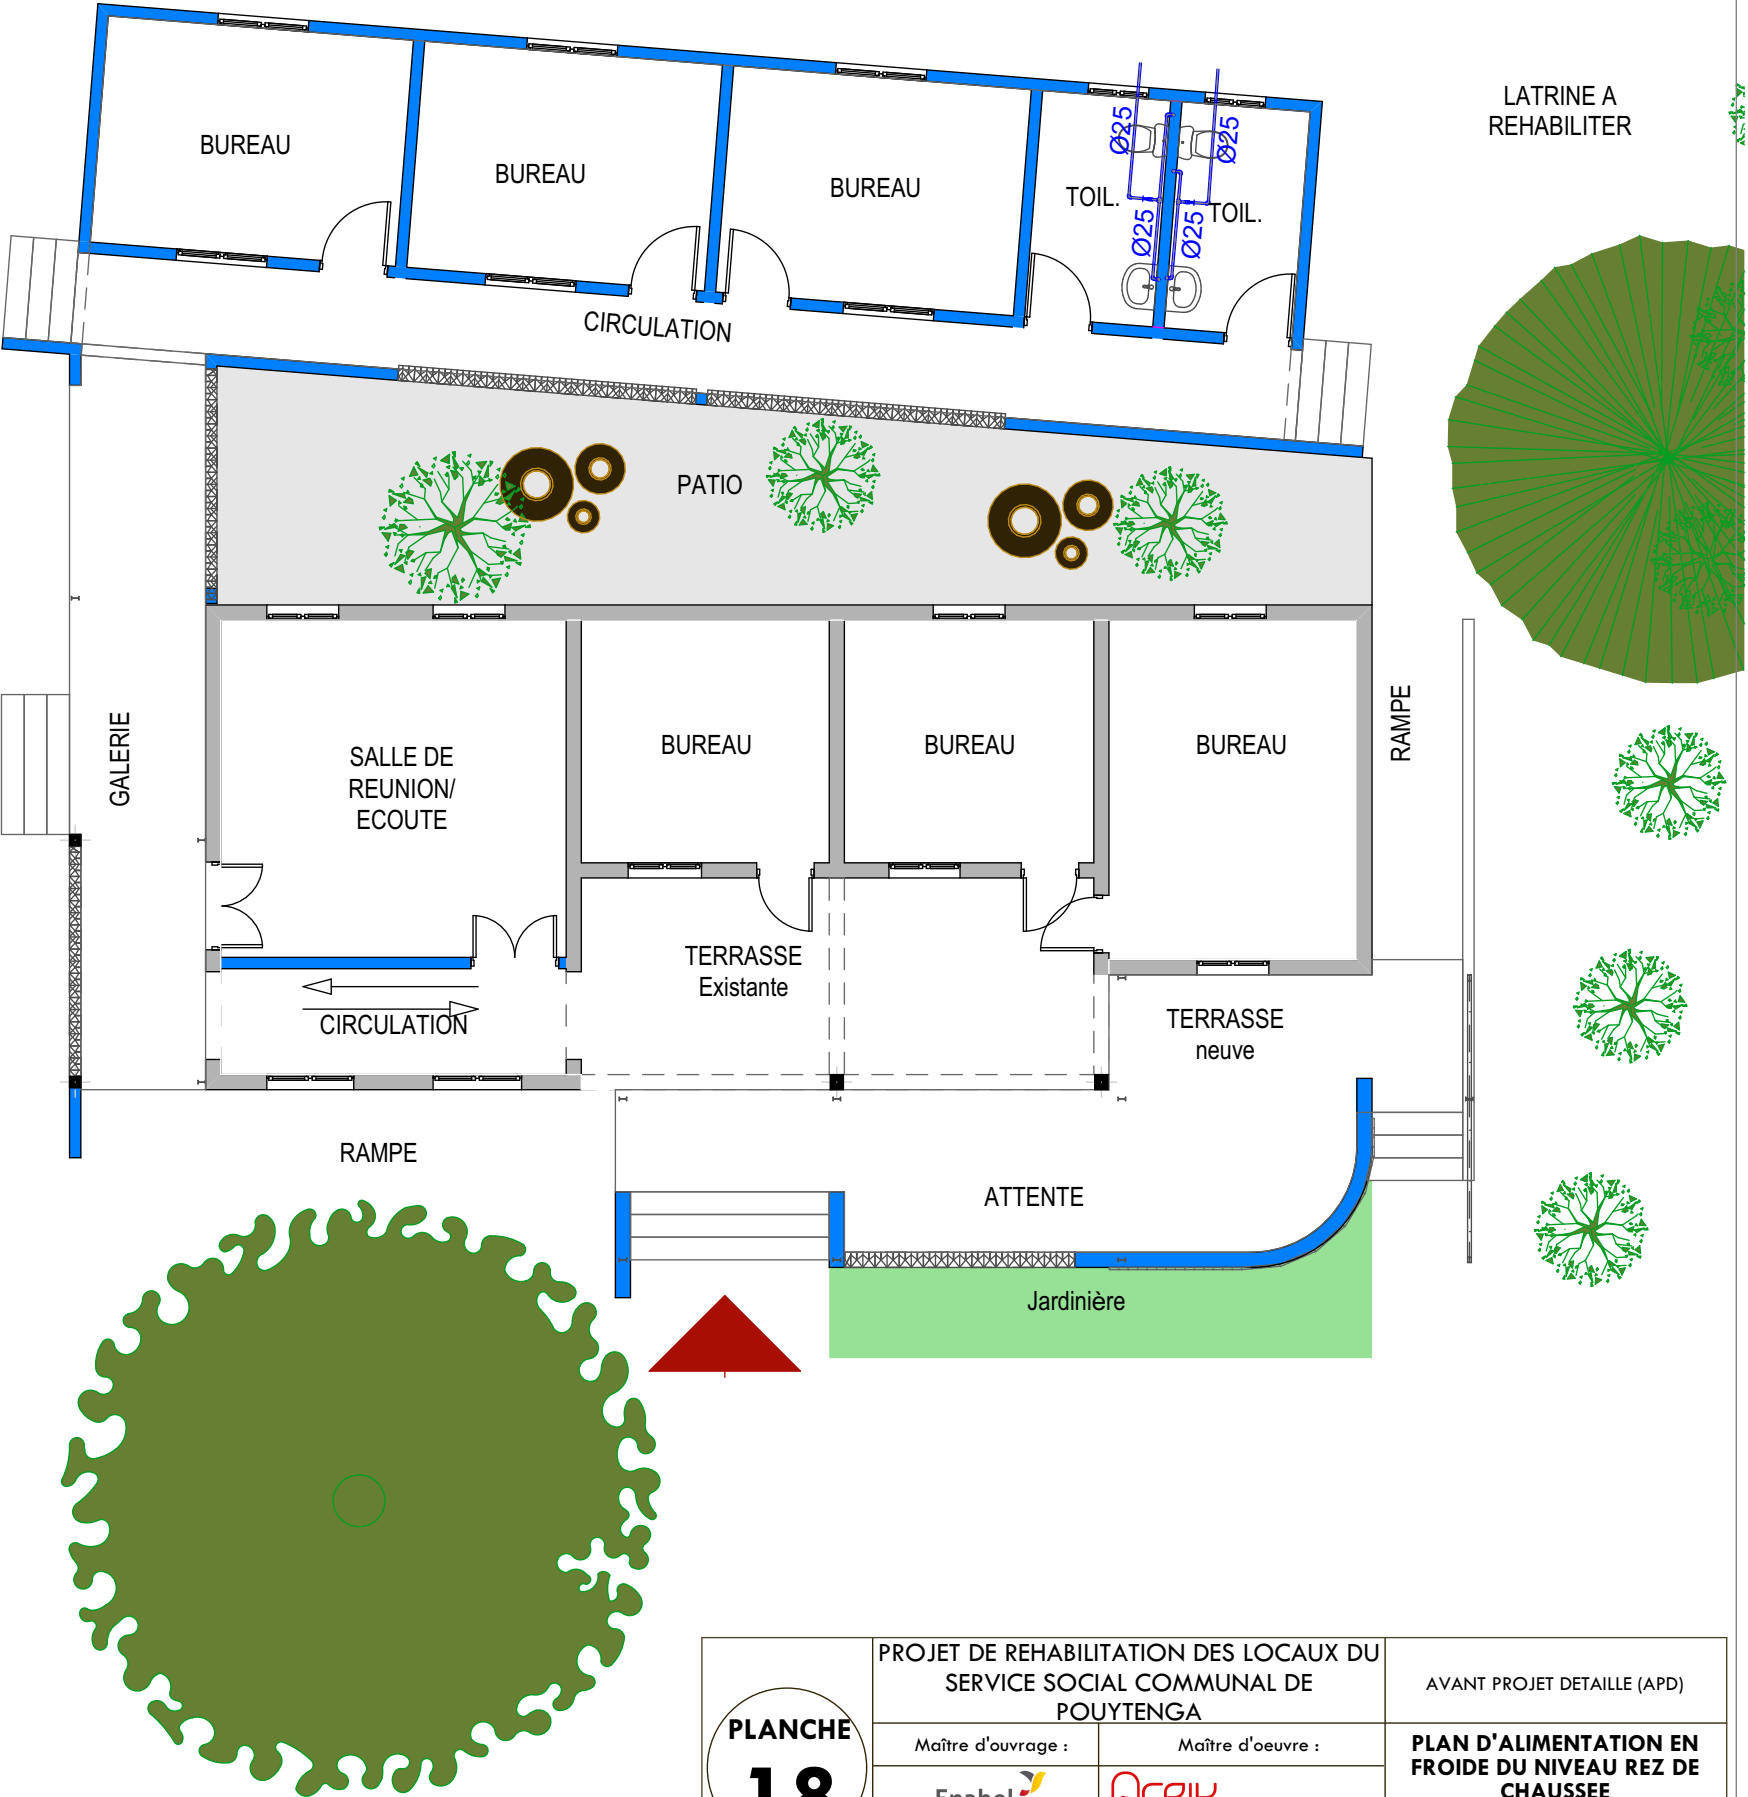 LATRINE A
REHABILITER
BUREAU
BUREAU
BUREAU
TOIL.
TOIL.
Ø25
Ø25
Ø25
Ø25
CIRCULATION
PATIO
GALERIE
SALLE DE
REUNION/
ECOUTE
BUREAU
BUREAU
BUREAU
RAMPE
TERRASSE
Existante
CIRCULATION
TERRASSE
neuve
RAMPE
ATTENTE
Jardinière
PLANCHE
18
PROJET DE REHABILITATION DES LOCAUX DU
SERVICE SOCIAL COMMUNAL DE
POUYTENGA
AVANT PROJET DETAILLE (APD)
Maître d'ouvrage :
Maître d'oeuvre :
Enabel
PLAN D'ALIMENTATION EN
FROIDE DU NIVEAU REZ DE
CHAUSSEE